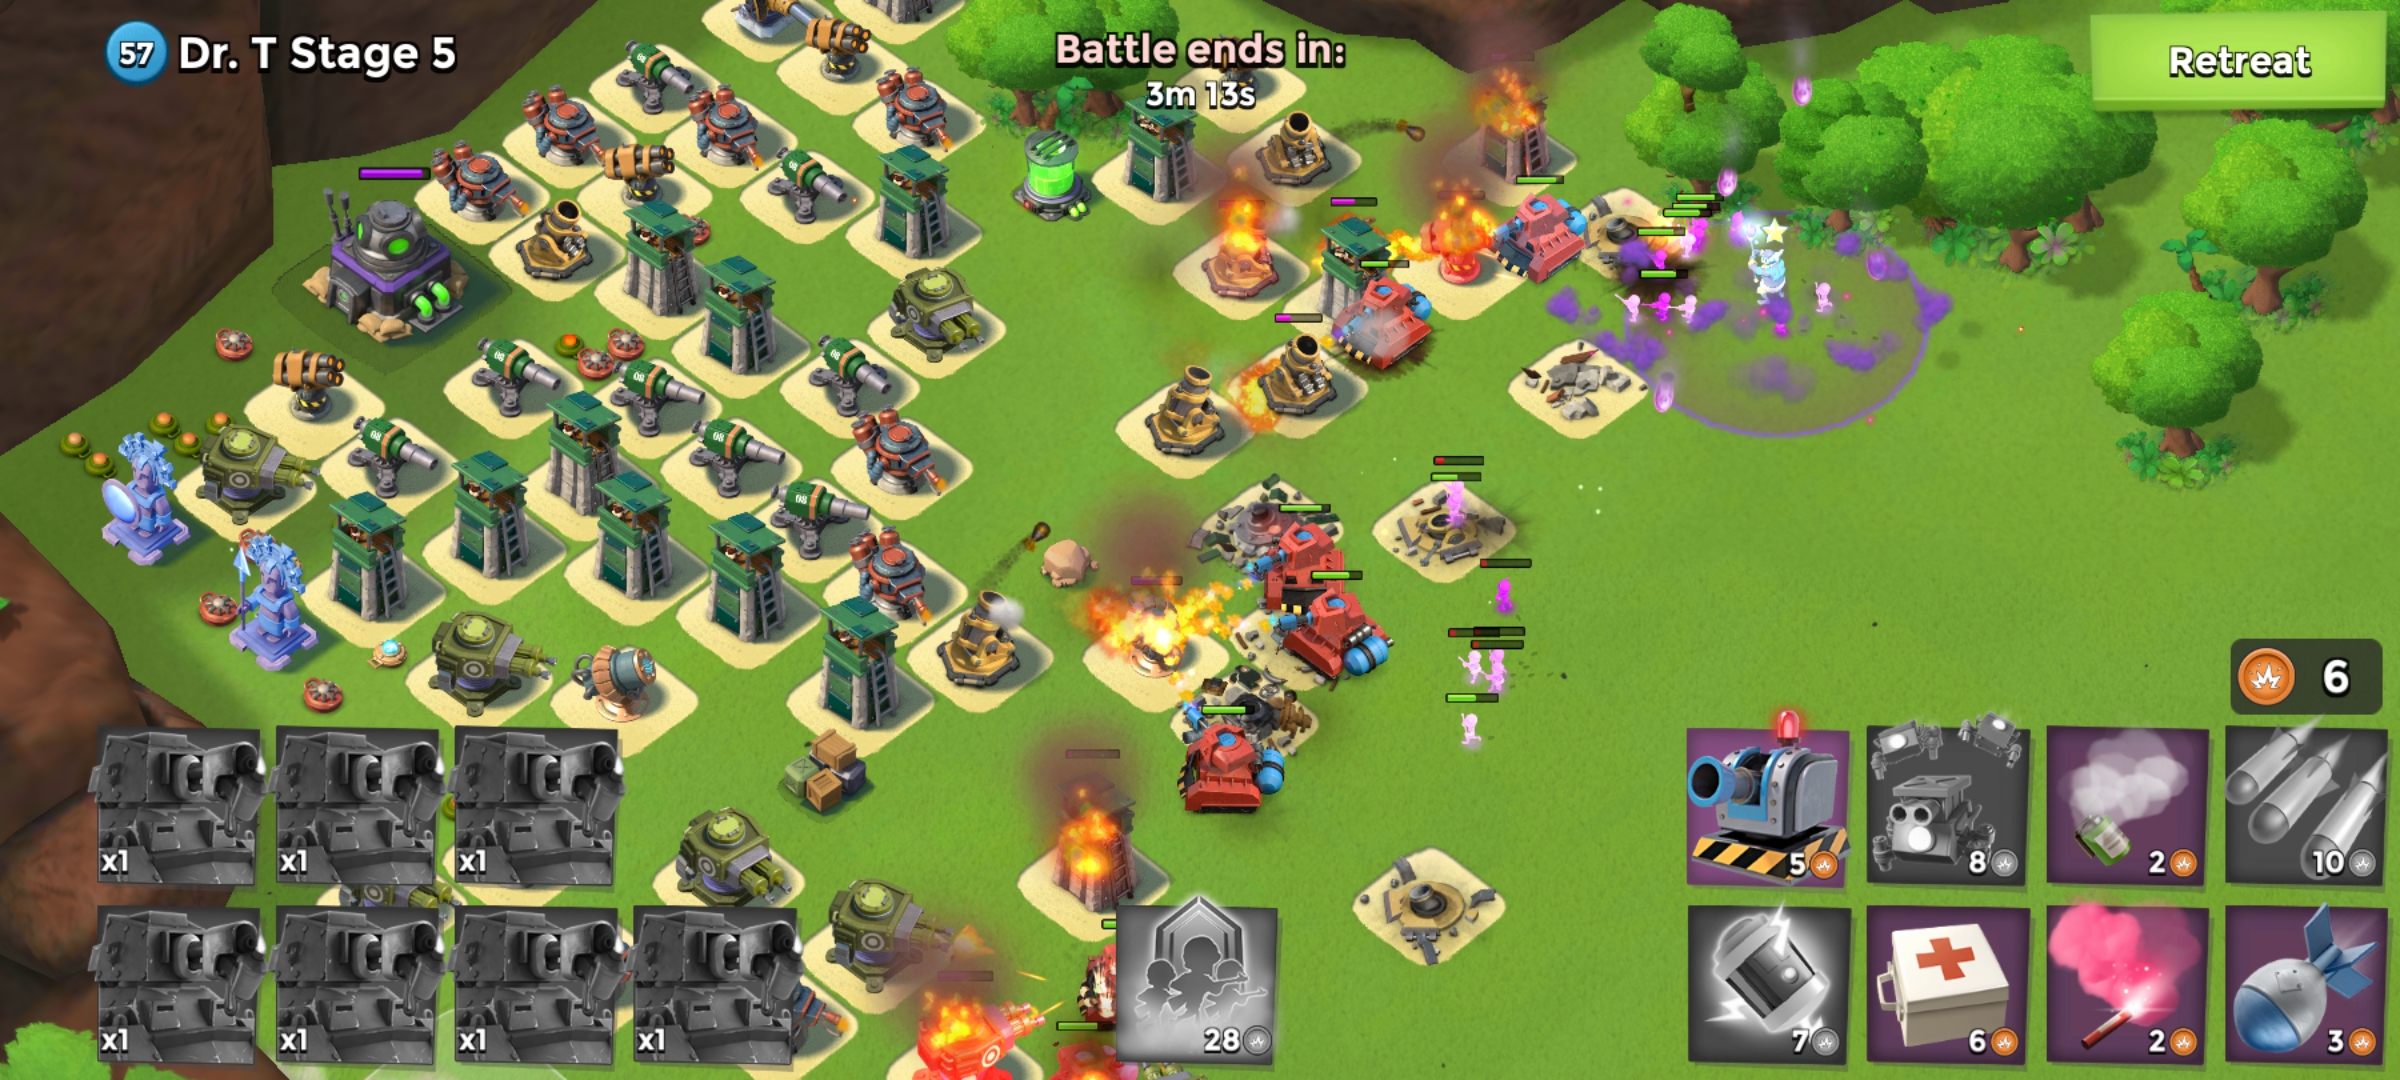 57 Dr. T Stage 5
Battle ends in:
3m 13s
Retreat
6
x1
x1
x1
5
8
2
10
x1
x1
x1
x1
28
7
6
2
3